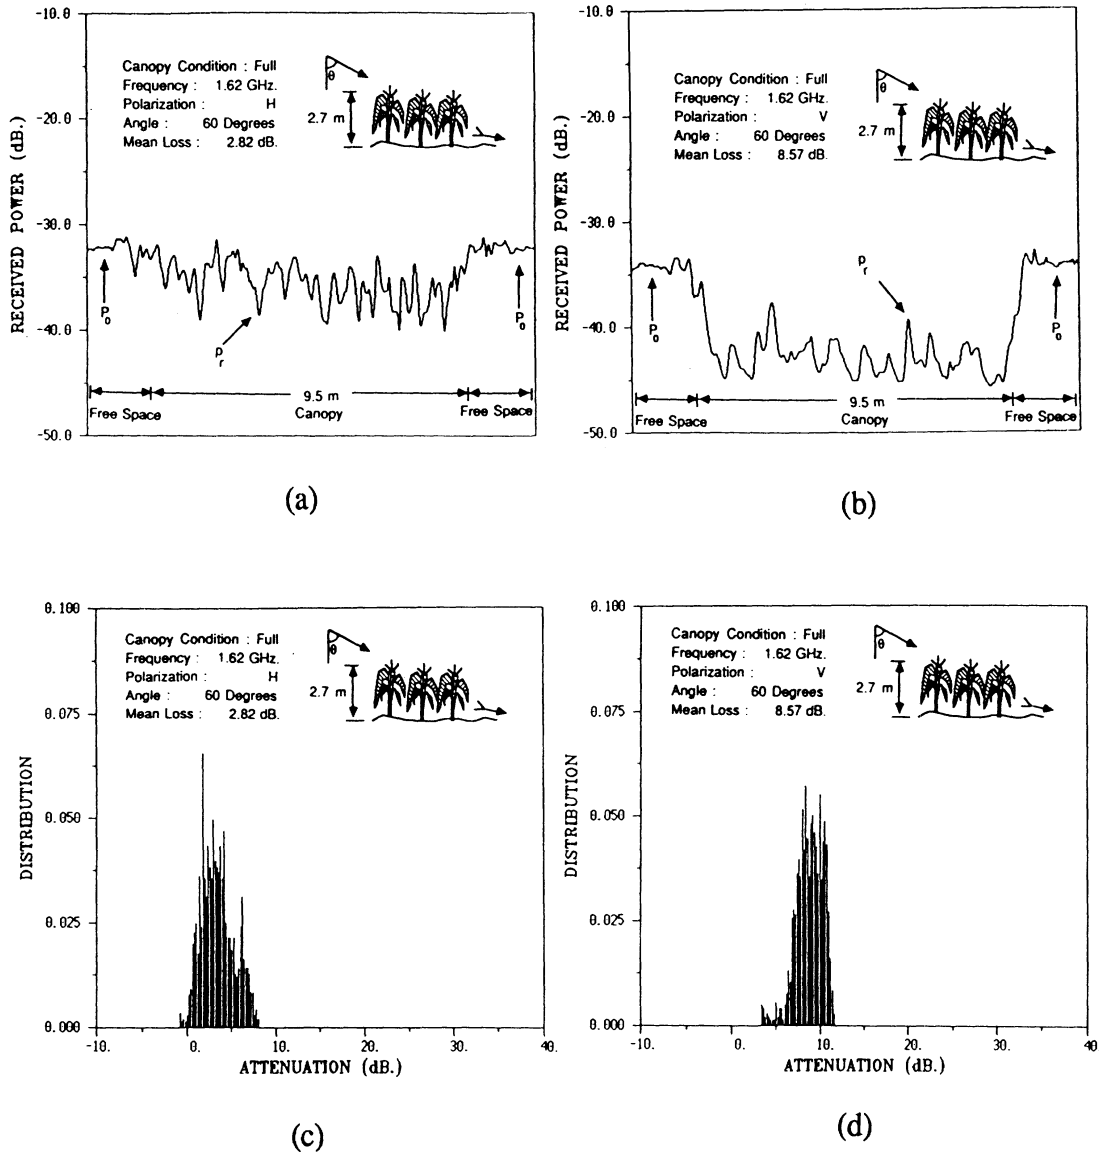 -10.0
-20.0
-30.0
-40.0
-50.0
RECEIVED POWER (dB.)
Canopy Condition : Full
Frequency : 1.62 GHz.
Polarization : H
Angle : 60 Degrees
Mean Loss : 2.82 dB.
θ
2.7 m
P0
Pr
P0
9.5 m
Free Space
Canopy
Free Space
(a)
-10.0
-20.0
-30.0
-40.0
-50.0
RECEIVED POWER (dB.)
Canopy Condition : Full
Frequency : 1.62 GHz.
Polarization : V
Angle : 60 Degrees
Mean Loss : 8.57 dB.
θ
2.7 m
P0
Pr
P0
9.5 m
Free Space
Canopy
Free Space
(b)
0.100
0.075
0.050
0.025
0.000
DISTRIBUTION
Canopy Condition : Full
Frequency : 1.62 GHz.
Polarization : H
Angle : 60 Degrees
Mean Loss : 2.82 dB.
θ
2.7 m
-10. 0. 10. 20. 30. 40.
ATTENUATION (dB.)
(c)
0.100
0.075
0.050
0.025
0.000
DISTRIBUTION
Canopy Condition : Full
Frequency : 1.62 GHz.
Polarization : V
Angle : 60 Degrees
Mean Loss : 8.57 dB.
θ
2.7 m
-10. 0. 10. 20. 30. 40
ATTENUATION (dB.)
(d)